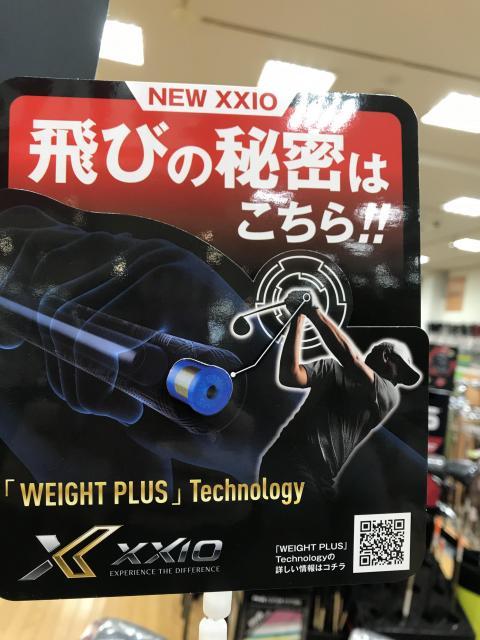 NEW XXIO
飛びの秘密は
こちら!!
「WEIGHT PLUS」Technology
XXIO
EXPERIENCE THE DIFFERENCE
「WEIGHT PLUS」
Technologyの
詳しい情報はコチラ